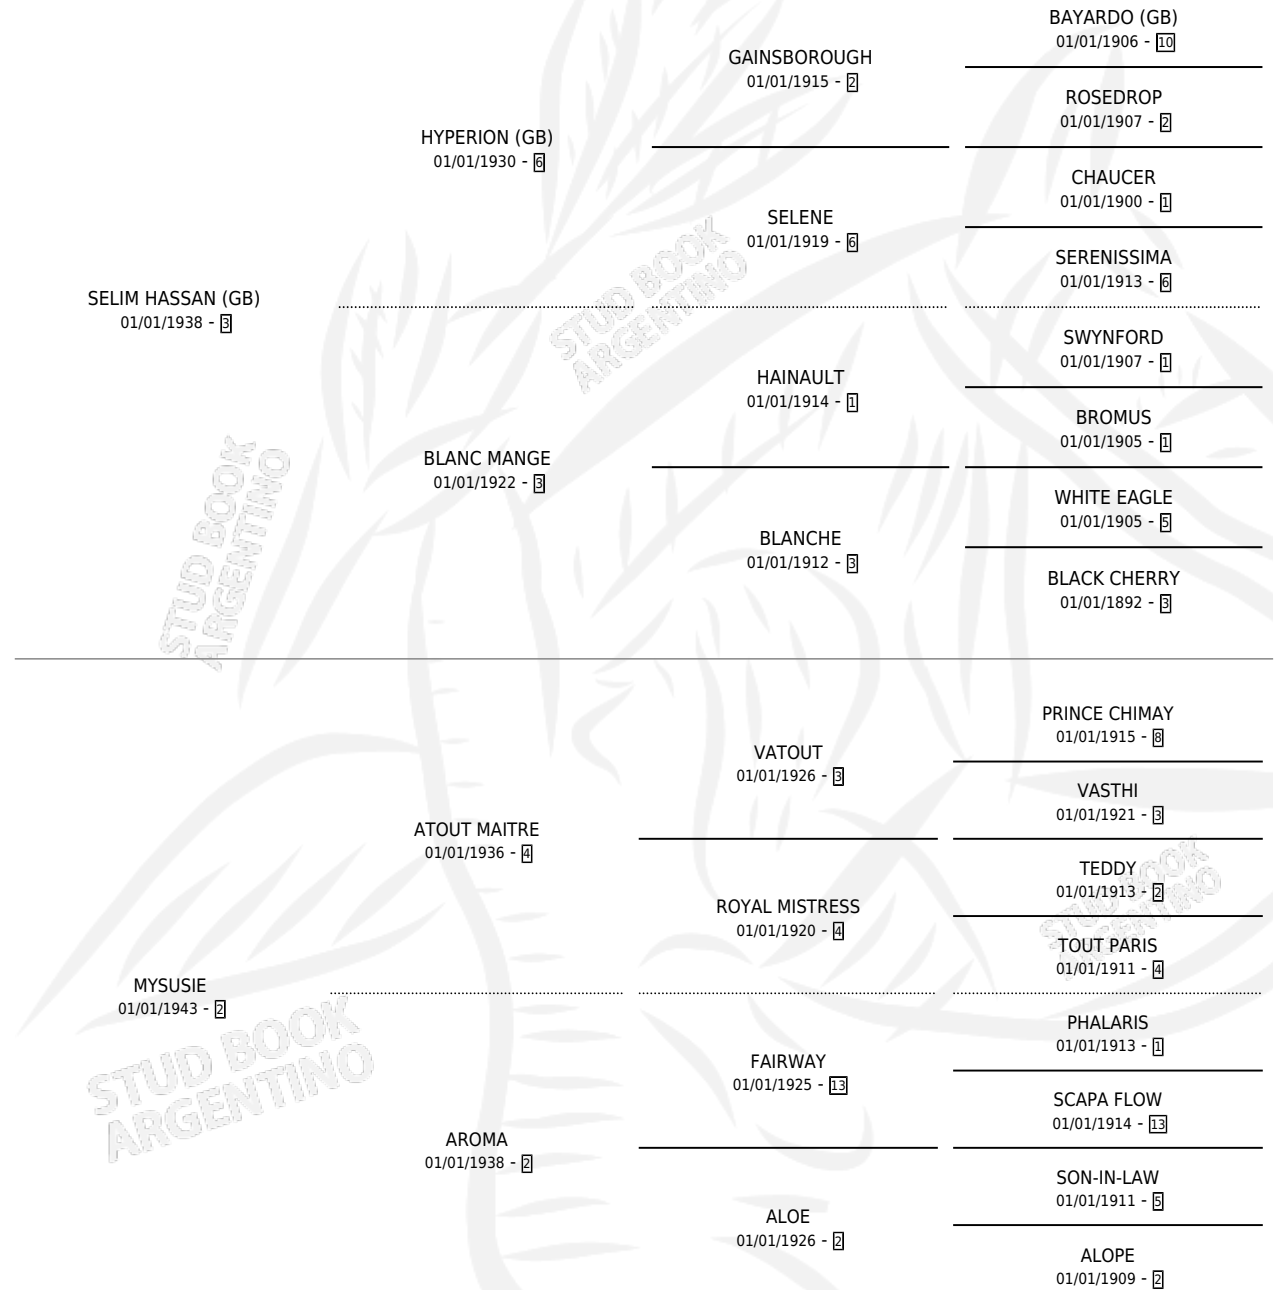 BAYARDO (GB)
01/01/1906 - 10
GAINSBOROUGH
01/01/1915 - 2
ROSEDROP
01/01/1907 - 2
HYPERION (GB)
01/01/1930 - 6
CHAUCER
01/01/1900 - 1
SELENE
01/01/1919 - 6
SERENISSIMA
01/01/1913 - 6
SELIM HASSAN (GB)
01/01/1938 - 3
STUD BOOK
ARGENTINO
SWYNFORD
01/01/1907 - 1
HAINAULT
01/01/1914 - 1
BROMUS
01/01/1905 - 1
BLANC MANGE
01/01/1922 - 3
WHITE EAGLE
01/01/1905 - 5
BLANCHE
01/01/1912 - 3
BLACK CHERRY
01/01/1892 - 3
STUD BOOK
ARGENTINO
PRINCE CHIMAY
01/01/1915 - 8
VATOUT
01/01/1926 - 3
VASTHI
01/01/1921 - 3
ATOUT MAITRE
01/01/1936 - 4
TEDDY
01/01/1913 - 2
ROYAL MISTRESS
01/01/1920 - 4
STUD BOOK
ARGENTINO
TOUT PARIS
01/01/1911 - 4
MYSUSIE
01/01/1943 - 2
PHALARIS
01/01/1913 - 1
FAIRWAY
01/01/1925 - 13
STUD BOOK
ARGENTINO
SCAPA FLOW
01/01/1914 - 13
AROMA
01/01/1938 - 2
SON-IN-LAW
01/01/1911 - 5
ALOE
01/01/1926 - 2
ALOPE
01/01/1909 - 2